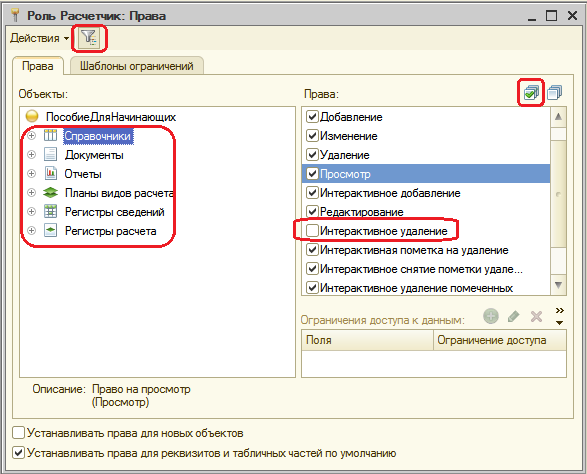 Роль Расчетчик: Права
Действия
Права
Шаблоны ограничений
Объекты:
ПособиеДляНачинающих
Справочники
Документы
Отчеты
Планы видов расчета
Регистры сведений
Регистры расчета
Права:
Добавление
Изменение
Удаление
Просмотр
Интерактивное добавление
Редактирование
Интерактивное удаление
Интерактивная пометка на удаление
Интерактивное снятие пометки удале...
Интерактивное удаление помеченных
Ограничения доступа к данным:
Поля
Ограничение доступа
Описание: Право на просмотр
(Просмотр)
Устанавливать права для новых объектов
Устанавливать права для реквизитов и табличных частей по умолчанию